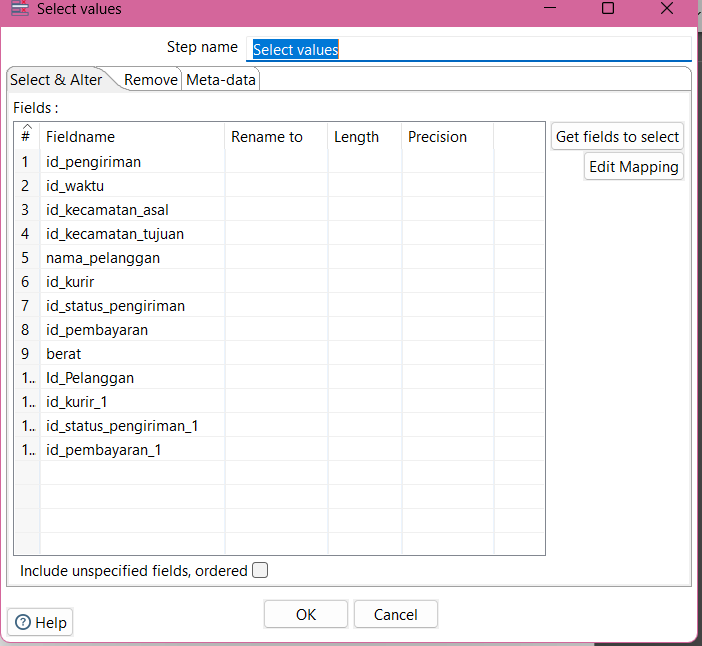 Select values
Step name Select values
Select & Alter Remove Meta-data
Fields :
# Fieldname Rename to Length Precision
1 id_pengiriman
2 id_waktu
3 id_kecamatan_asal
4 id_kecamatan_tujuan
5 nama_pelanggan
6 id_kurir
7 id_status_pengiriman
8 id_pembayaran
9 berat
1.. Id_Pelanggan
1.. id_kurir_1
1.. id_status_pengiriman_1
1.. id_pembayaran_1
Get fields to select
Edit Mapping
Include unspecified fields, ordered
OK Cancel
Help